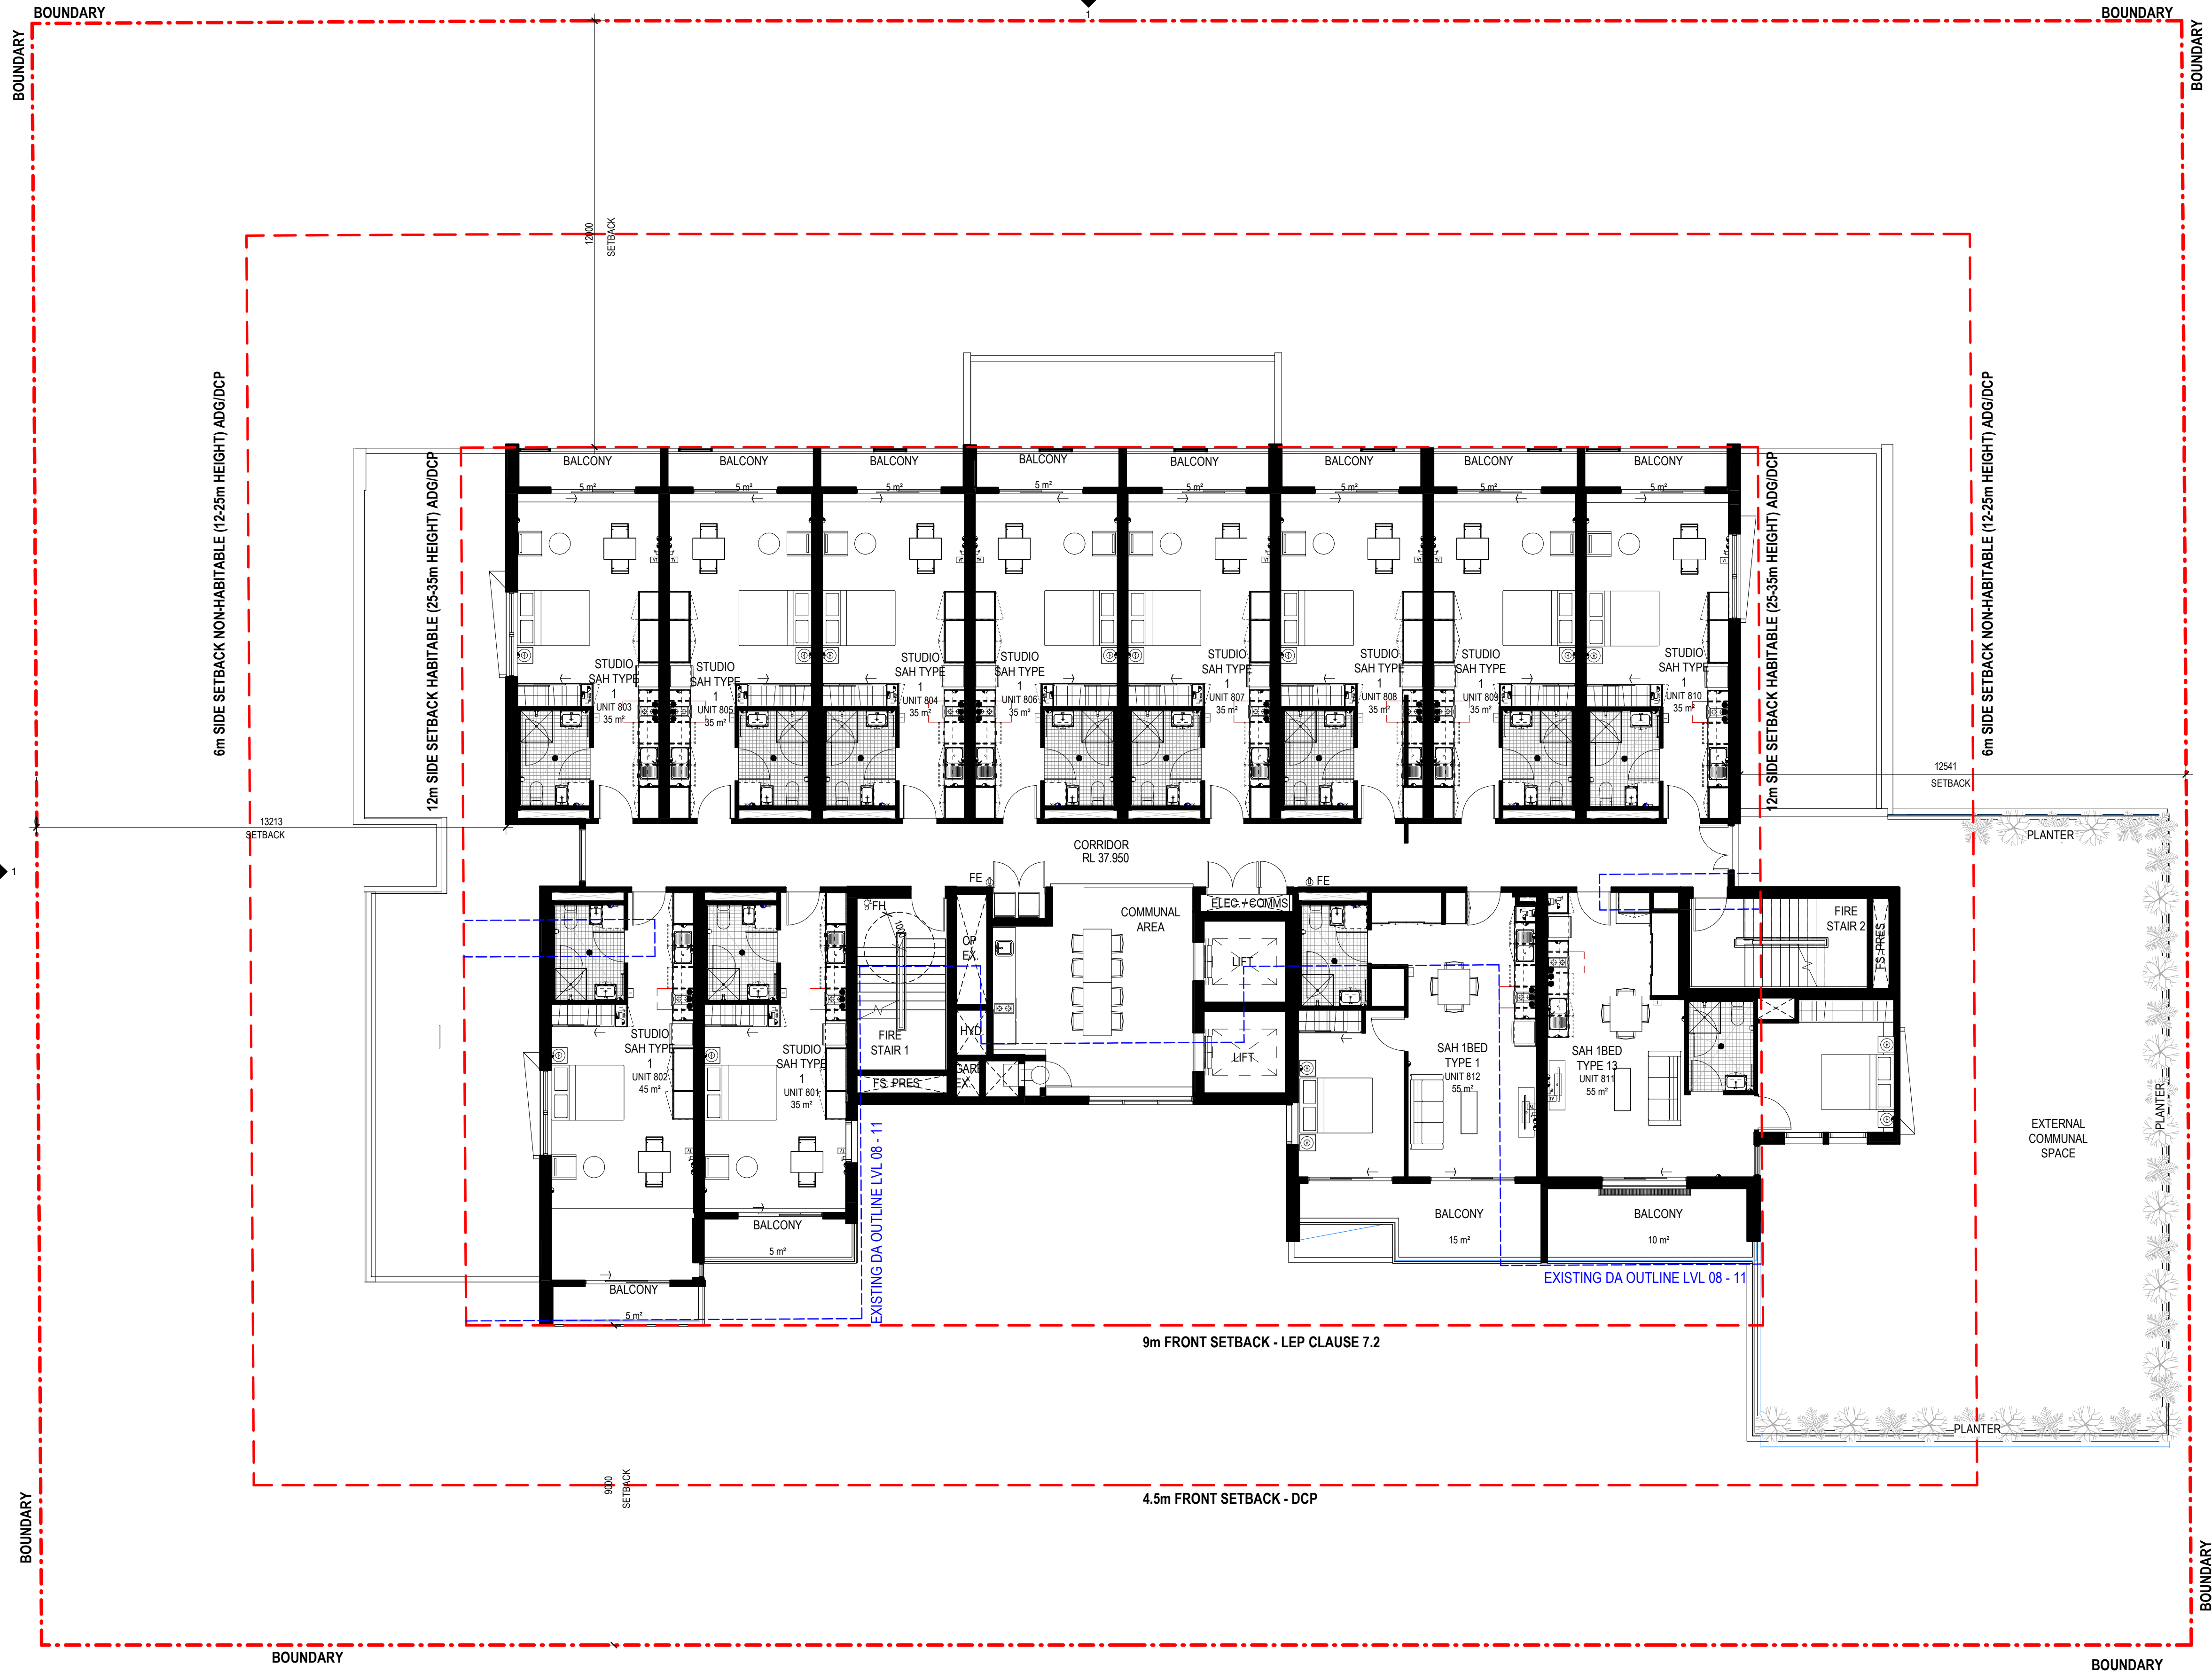 BOUNDARY
BOUNDARY
BOUNDARY
BOUNDARY
1
12000
SETBACK
6m SIDE SETBACK NON-HABITABLE (12-25m HEIGHT) ADG/DCP
12m SIDE SETBACK HABITABLE (25-35m HEIGHT) ADG/DCP
12m SIDE SETBACK HABITABLE (25-35m HEIGHT) ADG/DCP
6m SIDE SETBACK NON-HABITABLE (12-25m HEIGHT) ADG/DCP
BALCONY
5 m²
BALCONY
5 m²
BALCONY
5 m²
BALCONY
5 m²
BALCONY
5 m²
BALCONY
5 m²
BALCONY
5 m²
BALCONY
5 m²
STUDIO
SAH TYPE
1
UNIT 803
35 m²
STUDIO
SAH TYPE
1
UNIT 805
35 m²
STUDIO
SAH TYPE
1
UNIT 804
35 m²
STUDIO
SAH TYPE
1
UNIT 806
35 m²
STUDIO
SAH TYPE
1
UNIT 807
35 m²
STUDIO
SAH TYPE
1
UNIT 808
35 m²
STUDIO
SAH TYPE
1
UNIT 809
35 m²
STUDIO
SAH TYPE
1
UNIT 810
35 m²
12541
SETBACK
13213
SETBACK
1
CORRIDOR
RL 37.950
PLANTER
FE
FE
FH
ELEC. / COMMS
COMMUNAL
AREA
CP
EX.
LIFT
LIFT
HYD.
GAR.
EX.
FIRE
STAIR 1
FS. PRES
FIRE
STAIR 2
FS. PRES
STUDIO
SAH TYPE
1
UNIT 802
45 m²
STUDIO
SAH TYPE
1
UNIT 801
35 m²
SAH 1BED
TYPE 1
UNIT 812
55 m²
SAH 1BED
TYPE 13
UNIT 811
55 m²
PLANTER
EXTERNAL
COMMUNAL
SPACE
BALCONY
5 m²
BALCONY
5 m²
BALCONY
15 m²
BALCONY
10 m²
EXISTING DA OUTLINE LVL 08 - 11
EXISTING DA OUTLINE LVL 08 - 11
9m FRONT SETBACK - LEP CLAUSE 7.2
PLANTER
4.5m FRONT SETBACK - DCP
9000
SETBACK
BOUNDARY
BOUNDARY
BOUNDARY
BOUNDARY